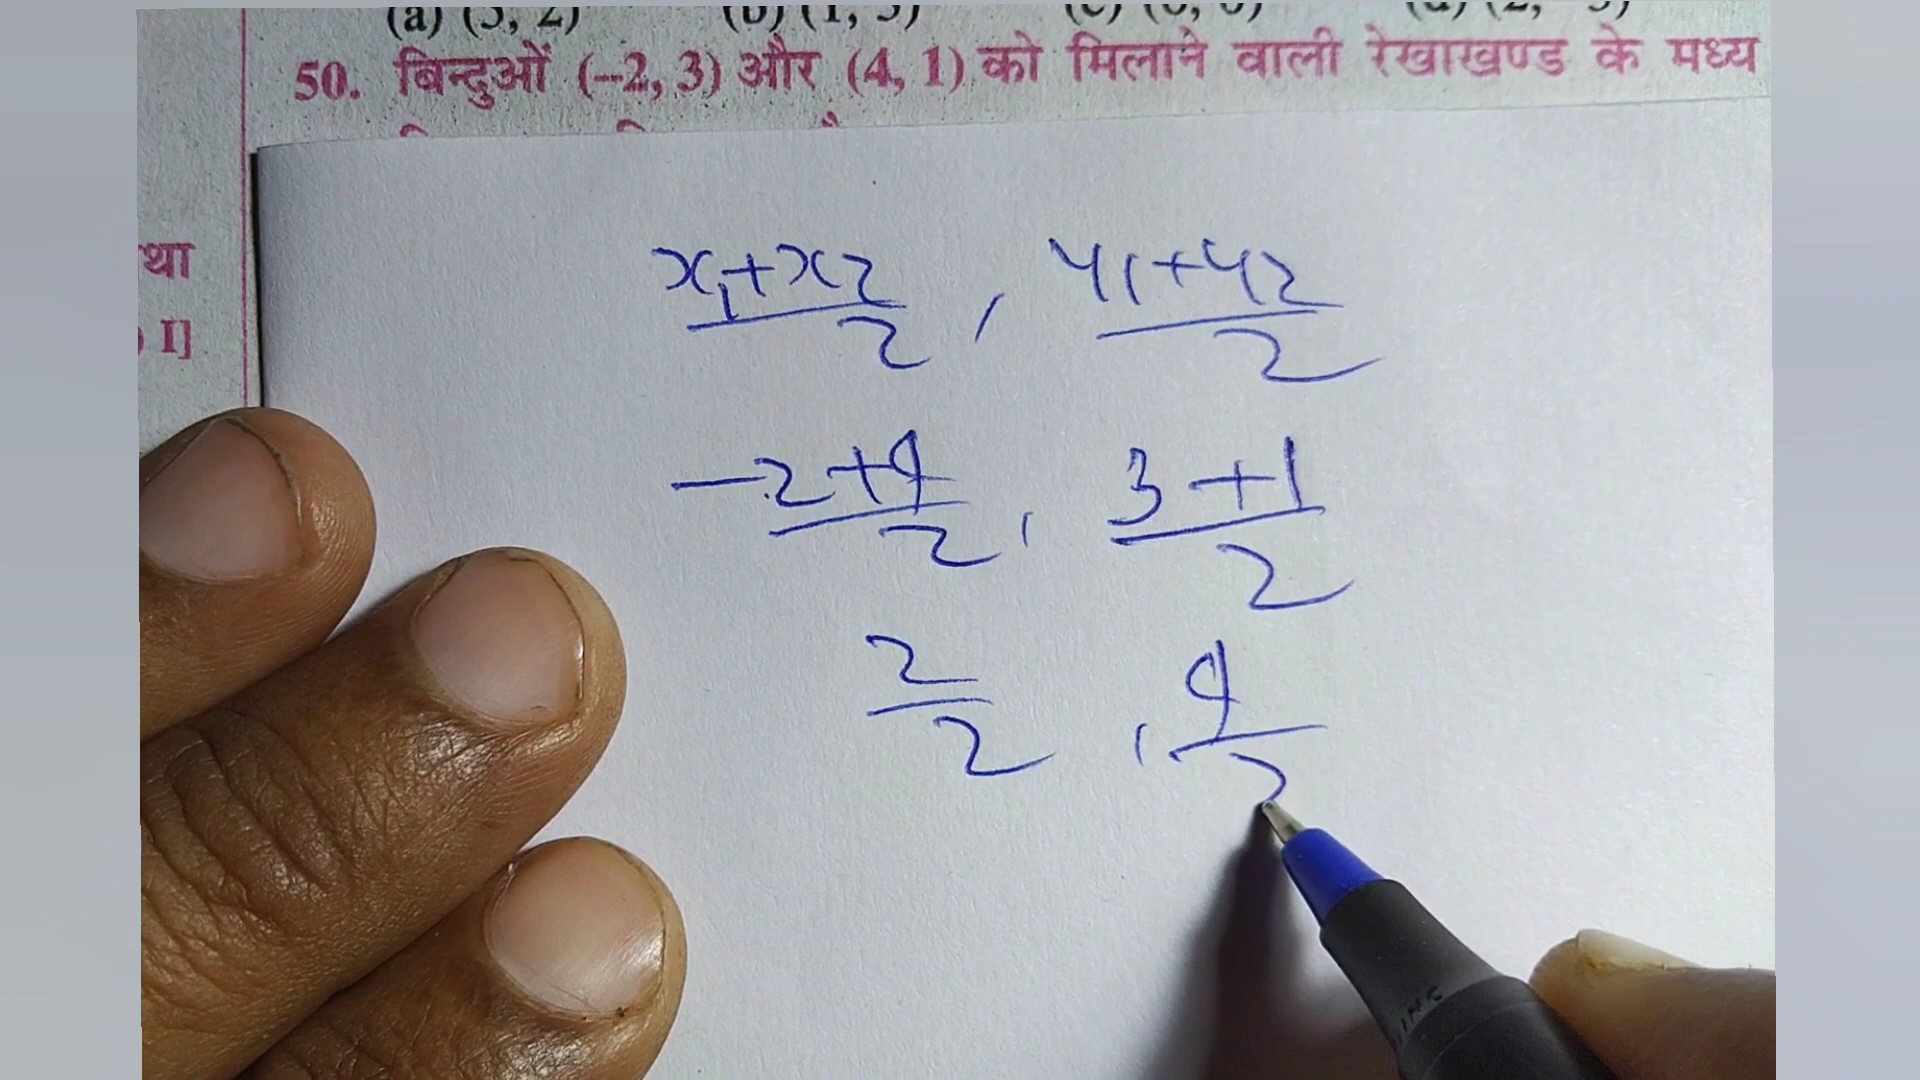 50. बिन्दुओं (–2, 3) और (4, 1) को मिलाने वाली रेखाखण्ड के मध्य
था
I]
x₁+x₂/2 , y₁+y₂/2
-2+4/2 , 3+1/2
2/2 , 4/2